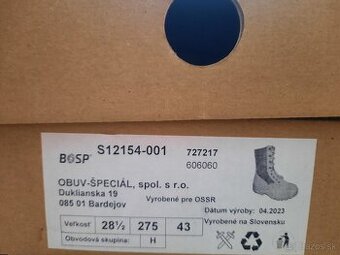 BOSP
S12154-001
727217
606060
OBUV-ŠPECIÁL, spol. s r.o.
Duklianska 19
085 01 Bardejov
Vyrobené pre OSSR
Dátum výroby: 04.2023
Vyrobené na Slovensku
Veľkosť: 28½ 275 43
Obvodová skupina: H